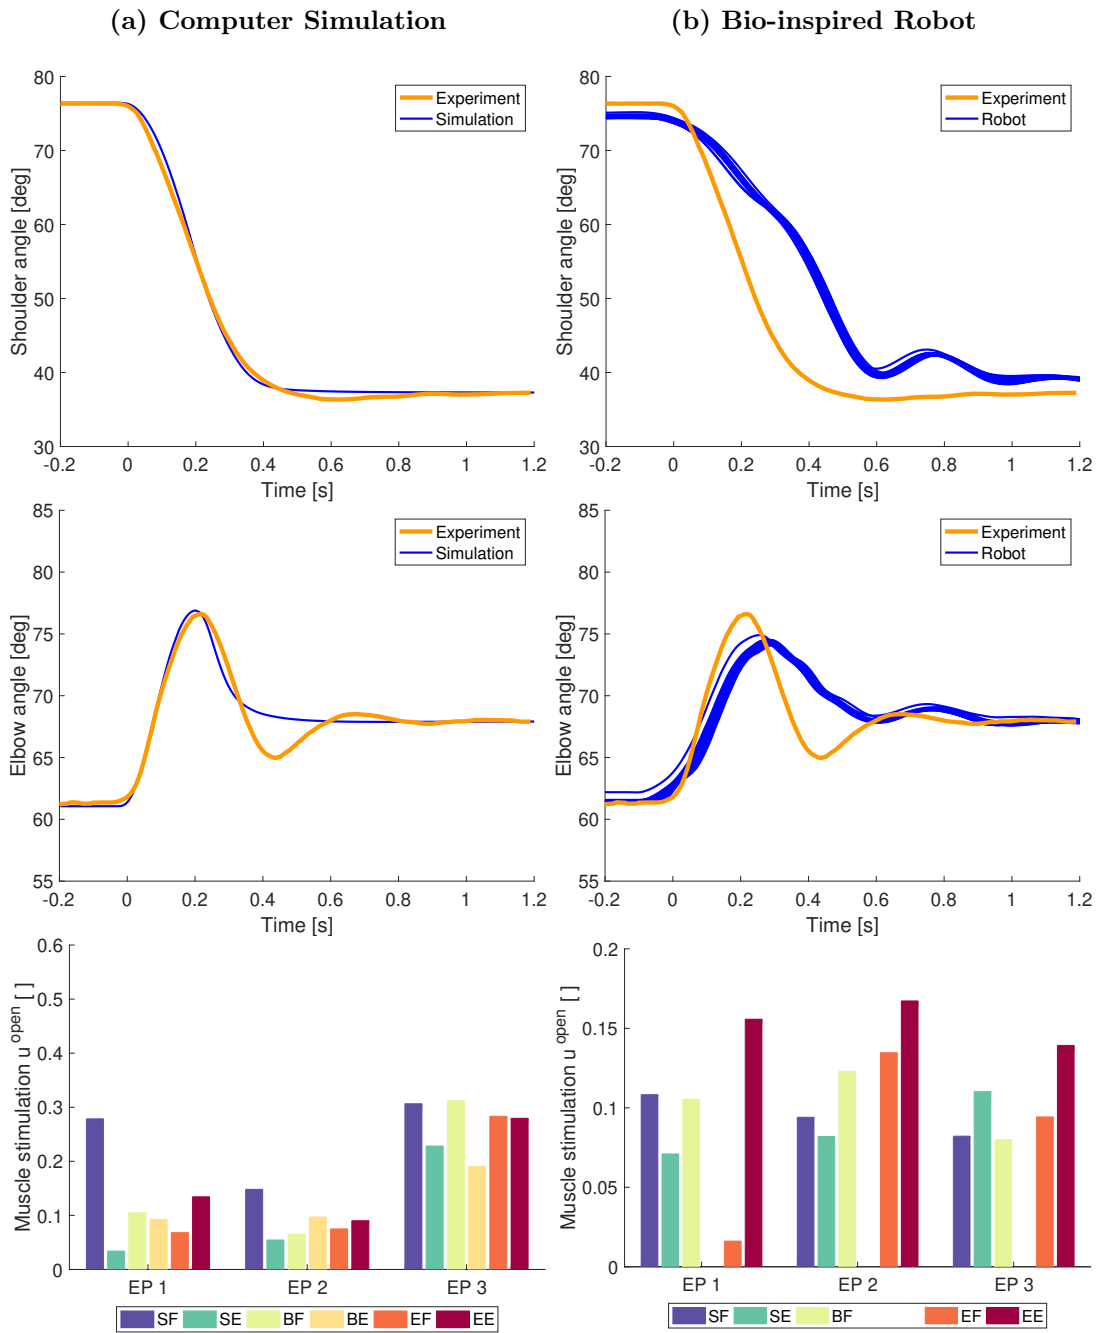 (a) Computer Simulation
(b) Bio-inspired Robot
80
70
60
50
40
30
Shoulder angle [deg]
Experiment
Simulation
-0.2 0 0.2 0.4 0.6 0.8 1 1.2
Time [s]
80
70
60
50
40
30
Shoulder angle [deg]
Experiment
Robot
-0.2 0 0.2 0.4 0.6 0.8 1 1.2
Time [s]
85
80
75
70
65
60
55
Elbow angle [deg]
Experiment
Simulation
-0.2 0 0.2 0.4 0.6 0.8 1 1.2
Time [s]
85
80
75
70
65
60
55
Elbow angle [deg]
Experiment
Robot
-0.2 0 0.2 0.4 0.6 0.8 1 1.2
Time [s]
0.6
0.5
0.4
0.3
0.2
0.1
0
Muscle stimulation u^open [ ]
EP 1 EP 2 EP 3
SF SE BF BE EF EE
0.2
0.15
0.1
0.05
0
Muscle stimulation u^open [ ]
EP 1 EP 2 EP 3
SF SE BF EF EE